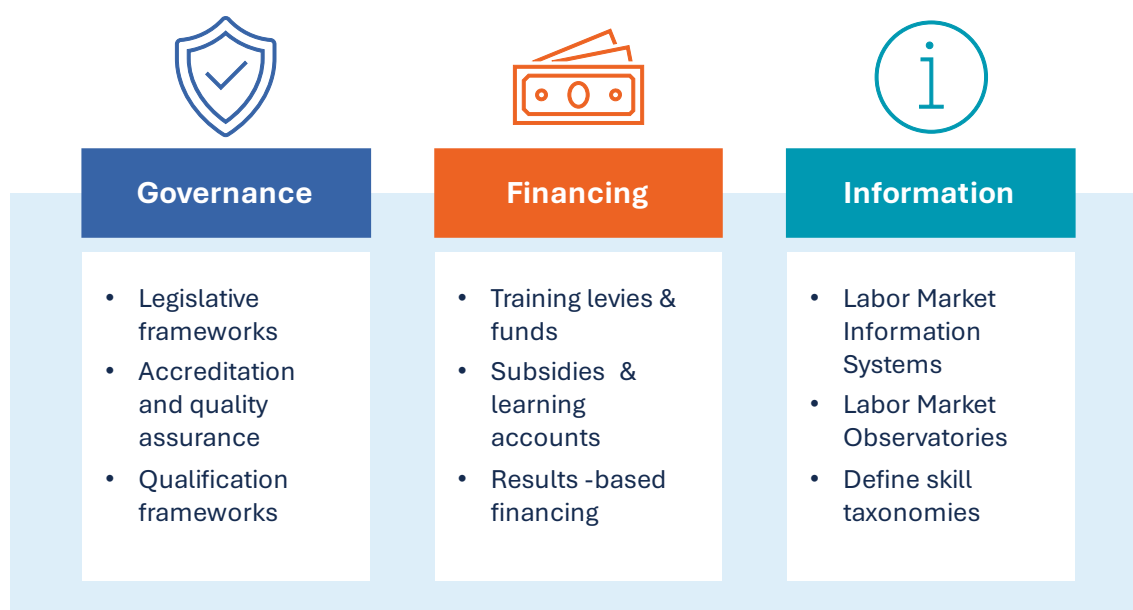 Governance
• Legislative
frameworks
• Accreditation
and quality
assurance
• Qualification
frameworks
Financing
• Training levies &
funds
• Subsidies &
learning
accounts
• Results -based
financing
Information
• Labor Market
Information
Systems
• Labor Market
Observatories
• Define skill
taxonomies